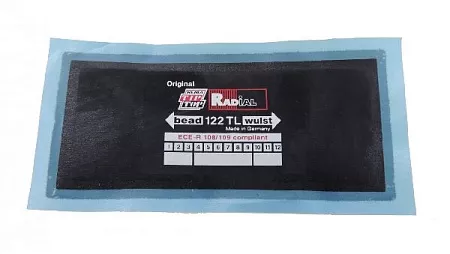 Original
REMA
TIP TOP
RADIAL
bead 122 TL wulst
Made in Germany
ECE-R 108/109 compliant
1 2 3 4 5 6 7 8 9 10 11 12